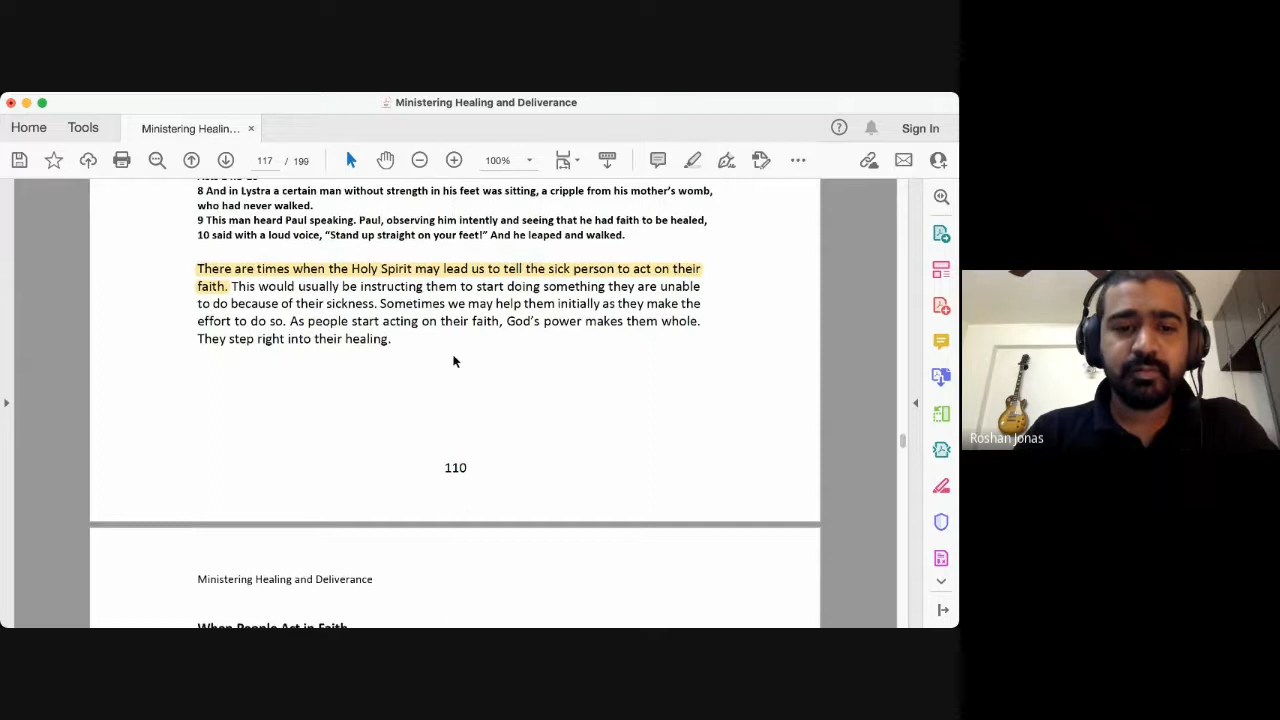 Ministering Healing and Deliverance
Home Tools Ministering Healin... × Sign In
117 / 199 100%
8 And in Lystra a certain man without strength in his feet was sitting, a cripple from his mother’s womb,
who had never walked.
9 This man heard Paul speaking. Paul, observing him intently and seeing that he had faith to be healed,
10 said with a loud voice, “Stand up straight on your feet!” And he leaped and walked.
There are times when the Holy Spirit may lead us to tell the sick person to act on their
faith. This would usually be instructing them to start doing something they are unable
to do because of their sickness. Sometimes we may help them initially as they make the
effort to do so. As people start acting on their faith, God’s power makes them whole.
They step right into their healing.
110
Ministering Healing and Deliverance
When People Act in Faith
Roshan Jonas